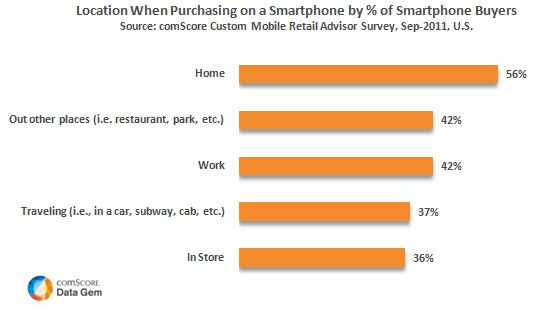 Location When Purchasing on a Smartphone by % of Smartphone Buyers
Source: comScore Custom Mobile Retail Advisor Survey, Sep-2011, U.S.
Home
56%
Out other places (i.e. restaurant, park, etc.)
42%
Work
42%
Traveling (i.e., in a car, subway, cab, etc.)
37%
In Store
36%
comSCORE
Data Gem